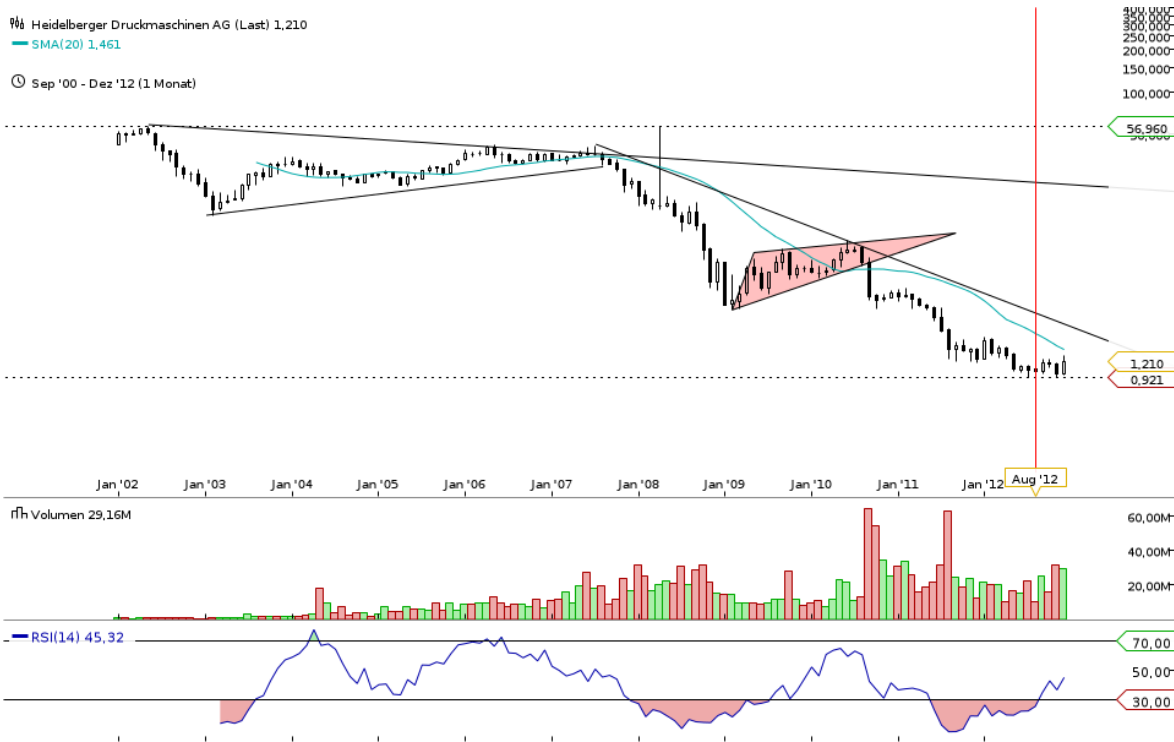 Heidelberger Druckmaschinen AG (Last) 1,210
SMA(20) 1,461
Sep '00 - Dez '12 (1 Monat)
400,000
350,000
300,000
250,000
200,000
150,000
100,000
56,960
1,210
0,921
Jan '02 Jan '03 Jan '04 Jan '05 Jan '06 Jan '07 Jan '08 Jan '09 Jan '10 Jan '11 Jan '12 Aug '12
Volumen 29,16M
60,00M
40,00M
20,00M
RSI(14) 45,32
70,00
50,00
30,00